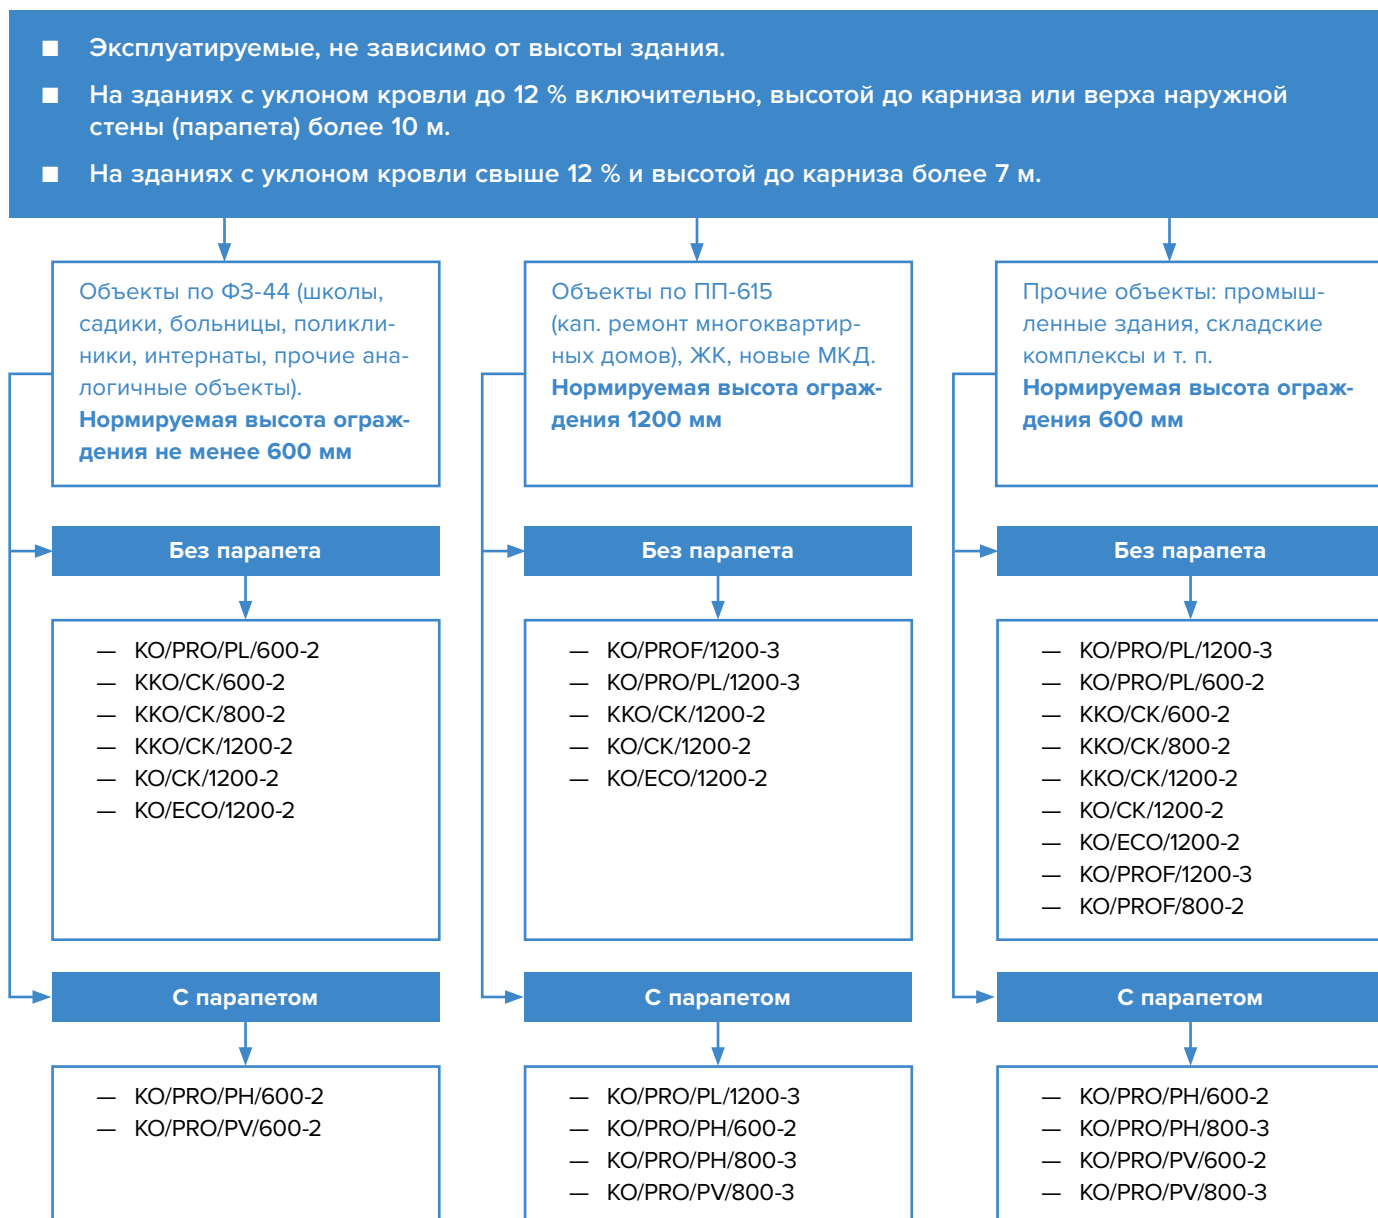 ■ Эксплуатируемые, не зависимо от высоты здания.
■ На зданиях с уклоном кровли до 12 % включительно, высотой до карниза или верха наружной
стены (парапета) более 10 м.
■ На зданиях с уклоном кровли свыше 12 % и высотой до карниза более 7 м.
Объекты по ФЗ-44 (школы,
садики, больницы, поликли-
ники, интернаты, прочие ана-
логичные объекты).
Нормируемая высота ограж-
дения не менее 600 мм
Без парапета
— KO/PRO/PL/600-2
— KKO/CK/600-2
— KKO/CK/800-2
— KKO/CK/1200-2
— KO/CK/1200-2
— KO/ECO/1200-2
С парапетом
— KO/PRO/PH/600-2
— KO/PRO/PV/600-2
Объекты по ПП-615
(кап. ремонт многоквартир-
ных домов), ЖК, новые МКД.
Нормируемая высота ограж-
дения 1200 мм
Без парапета
— KO/PROF/1200-3
— KO/PRO/PL/1200-3
— KKO/CK/1200-2
— KO/CK/1200-2
— KO/ECO/1200-2
С парапетом
— KO/PRO/PL/1200-3
— KO/PRO/PH/600-2
— KO/PRO/PH/800-3
— KO/PRO/PV/800-3
Прочие объекты: промыш-
ленные здания, складские
комплексы и т. п.
Нормируемая высота ограж-
дения 600 мм
Без парапета
— KO/PRO/PL/1200-3
— KO/PRO/PL/600-2
— KKO/CK/600-2
— KKO/CK/800-2
— KKO/CK/1200-2
— KO/CK/1200-2
— KO/ECO/1200-2
— KO/PROF/1200-3
— KO/PROF/800-2
С парапетом
— KO/PRO/PH/600-2
— KO/PRO/PH/800-3
— KO/PRO/PV/600-2
— KO/PRO/PV/800-3